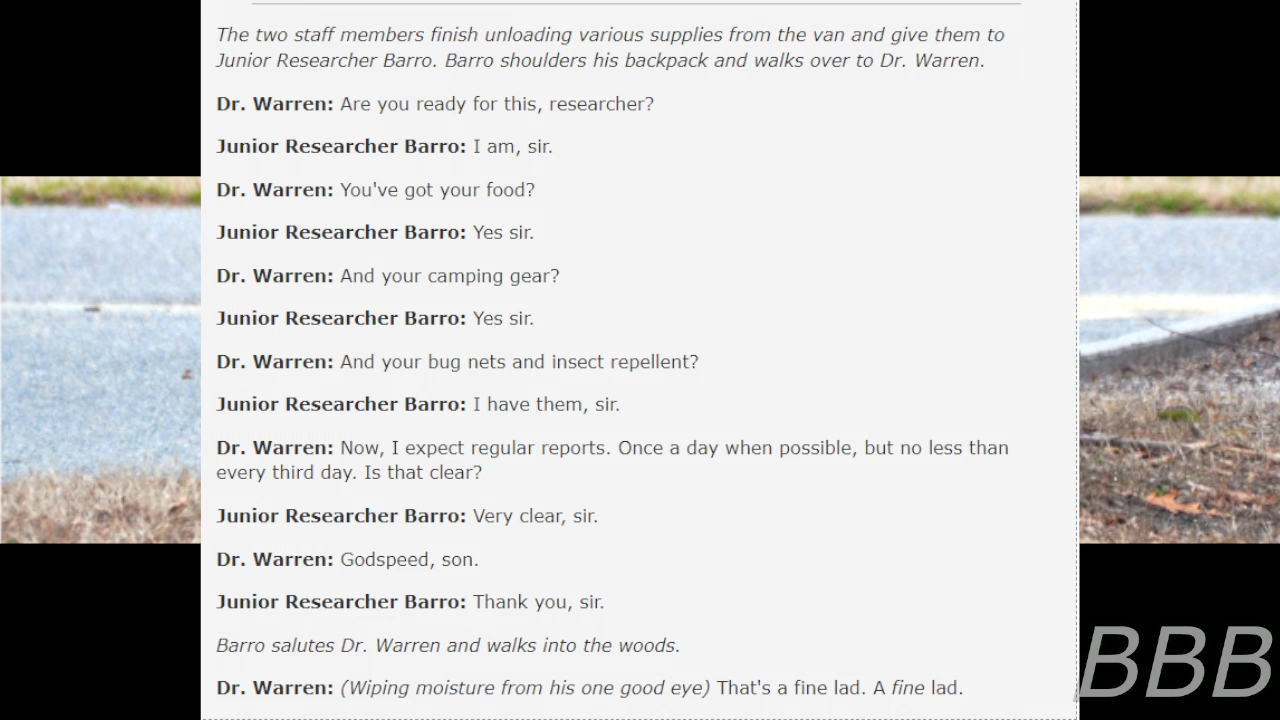 The two staff members finish unloading various supplies from the van and give them to
Junior Researcher Barro. Barro shoulders his backpack and walks over to Dr. Warren.
Dr. Warren: Are you ready for this, researcher?
Junior Researcher Barro: I am, sir.
Dr. Warren: You've got your food?
Junior Researcher Barro: Yes sir.
Dr. Warren: And your camping gear?
Junior Researcher Barro: Yes sir.
Dr. Warren: And your bug nets and insect repellent?
Junior Researcher Barro: I have them, sir.
Dr. Warren: Now, I expect regular reports. Once a day when possible, but no less than
every third day. Is that clear?
Junior Researcher Barro: Very clear, sir.
Dr. Warren: Godspeed, son.
Junior Researcher Barro: Thank you, sir.
Barro salutes Dr. Warren and walks into the woods.
Dr. Warren: (Wiping moisture from his one good eye) That's a fine lad. A fine lad.
BBB